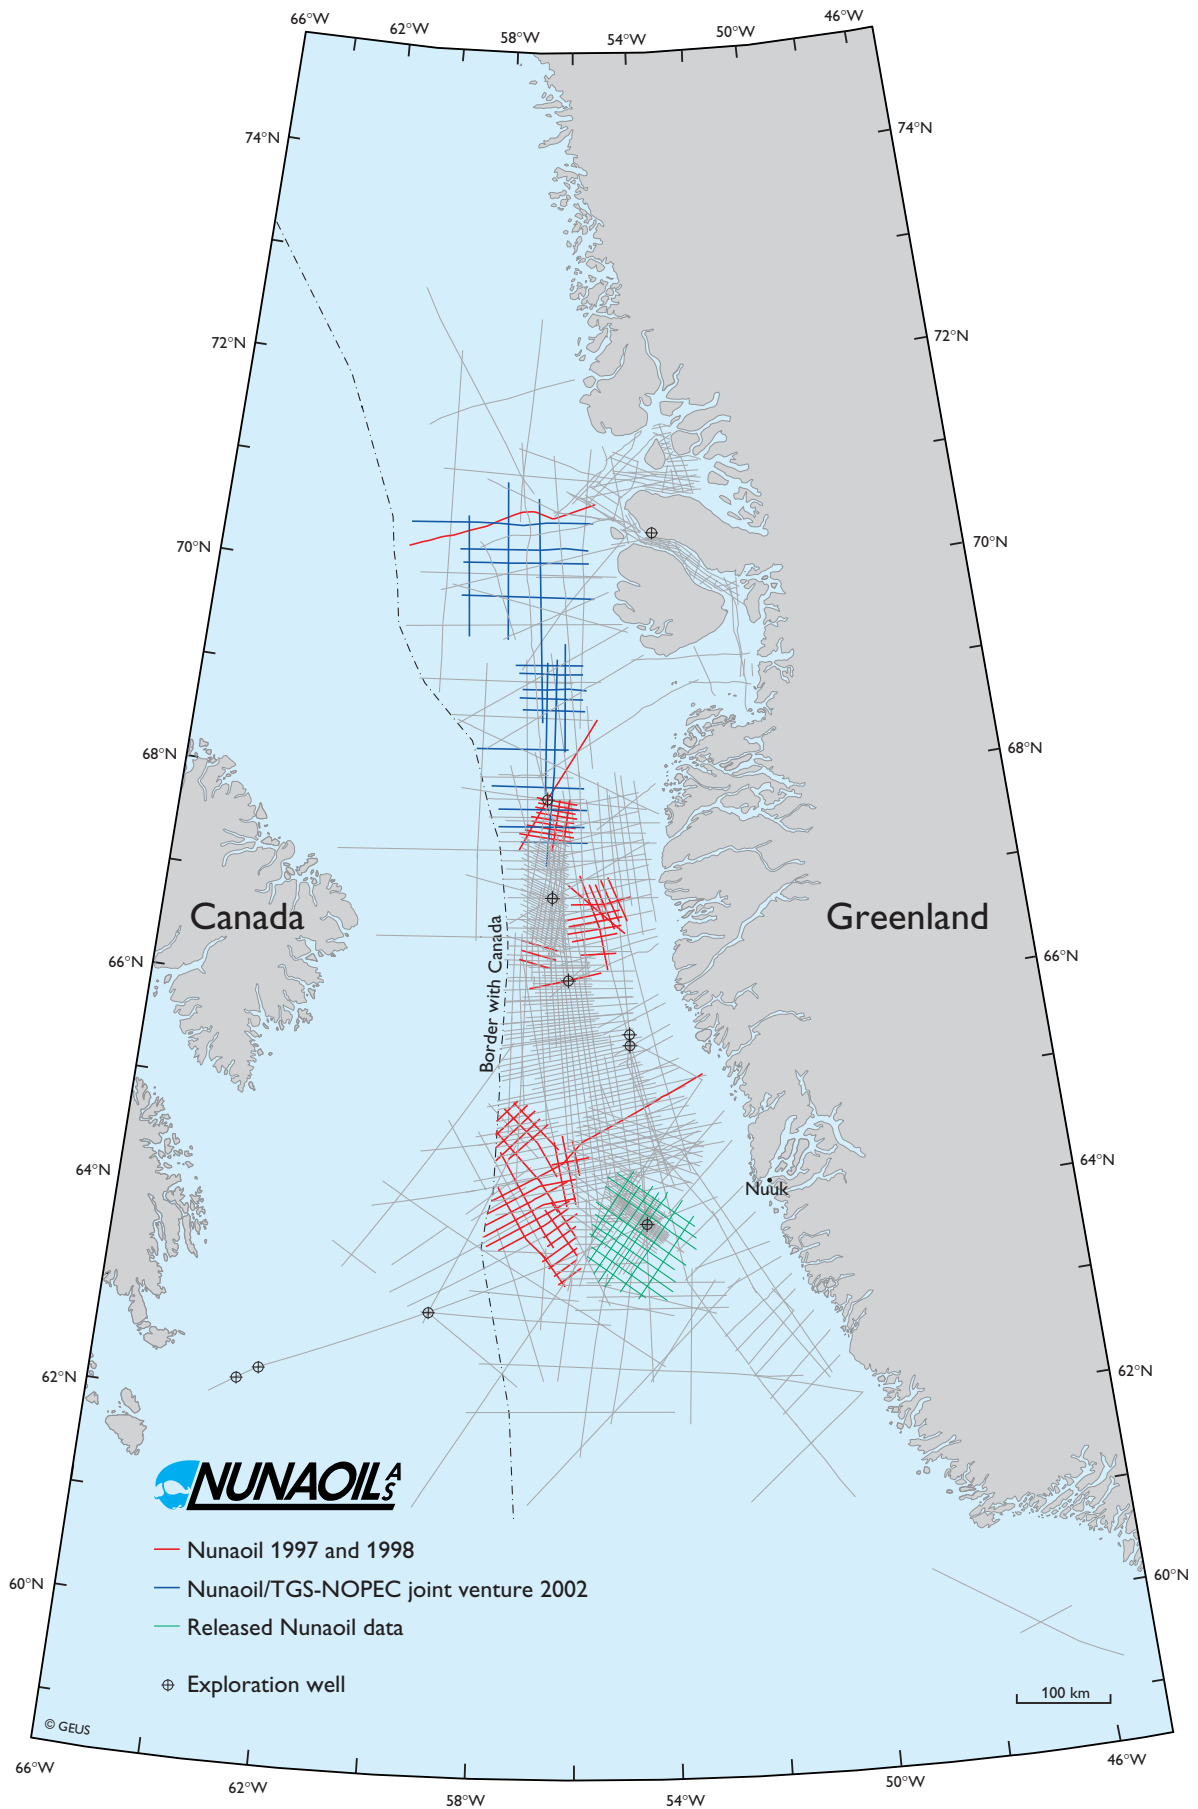 66°W
62°W
58°W
54°W
50°W
46°W
74°N
74°N
72°N
72°N
70°N
70°N
68°N
68°N
Canada
Greenland
Border with Canada
66°N
66°N
64°N
64°N
Nuuk
62°N
62°N
NUNAOIL A/S
Nunaoil 1997 and 1998
Nunaoil/TGS-NOPEC joint venture 2002
Released Nunaoil data
Exploration well
60°N
60°N
100 km
© GEUS
66°W
62°W
58°W
54°W
50°W
46°W